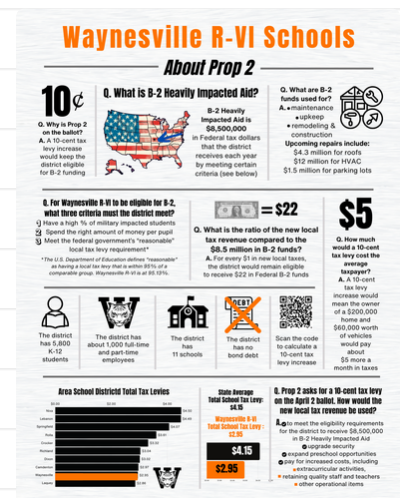 Waynesville R-VI Schools
About Prop 2
10¢
Q. Why is Prop 2
on the ballot?
A. A 10-cent tax
levy increase
would keep the
district eligible
for B-2 funding
Q. What is B-2 Heavily Impacted Aid?
B-2 Heavily
Impacted Aid is
$8,500,000
in Federal tax dollars
that the district
receives each year
by meeting certain
criteria (see below)
Q. What are B-2
funds used for?
A. •maintenance
•upkeep
•remodeling &
construction
Upcoming repairs include:
$4.3 million for roofs
$12 million for HVAC
$1.5 million for parking lots
Q. For Waynesville R-VI to be eligible for B-2,
what three criteria must the district meet?
1) Have a high % of military impacted students
2) Spend the right amount of money per pupil
3) Meet the federal government's "reasonable"
local tax levy requirement*
*The U.S. Department of Education defines "reasonable"
as having a local tax levy that is within 95% of a
comparable group. Waynesville R-VI is at 95.15%.
= $22
Q. What is the ratio of the new local
tax revenue compared to the
$8.5 million in B-2 funds?
A. For every $1 in new local taxes,
the district would remain eligible
to receive $22 in Federal B-2 funds
$5
Q. How much
would a 10-cent
tax levy cost the
average
taxpayer?
A. A 10-cent
tax levy
increase would
mean the owner
of a $200,000
home and
$60,000 worth
of vehicles
would pay
about
$5 more a
month in taxes
The district
has 5,800
K-12
students
The district has
about 1,000 full-time
and part-time
employees
The district
has
11 schools
DEBT
The district
has no
bond debt
Scan the code
to calculate a
10-cent tax
levy increase
Area School Districtd Total Tax Levies
State Average
Total School Tax Levy:
$4.15
Waynesville R-VI
Total School Tax Levy:
$2.95
$4.15
$2.95
Q. Prop 2 asks for a 10-cent tax levy
on the April 2 ballot. How would the
new local tax revenue be used?
A. to meet the eligibility requirements
for the district to receive $8,500,000
in B-2 Heavily Impacted Aid
upgrade security
expand preschool opportunities
pay for increased costs, including
extracurricular activities,
retaining quality staff and teachers
other operational items